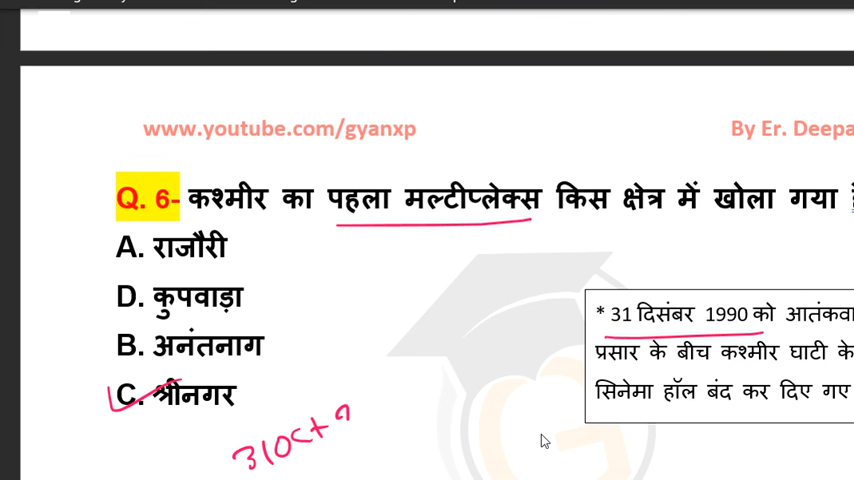 www.youtube.com/gyanxp
By Er. Deepa
Q. 6- कश्मीर का पहला मल्टीप्लेक्स किस क्षेत्र में खोला गया
A. राजौरी
D. कुपवाड़ा
B. अनंतनाग
C. श्रीनगर
* 31 दिसंबर 1990 को आतंकवा
प्रसार के बीच कश्मीर घाटी के
सिनेमा हॉल बंद कर दिए गए
310ct